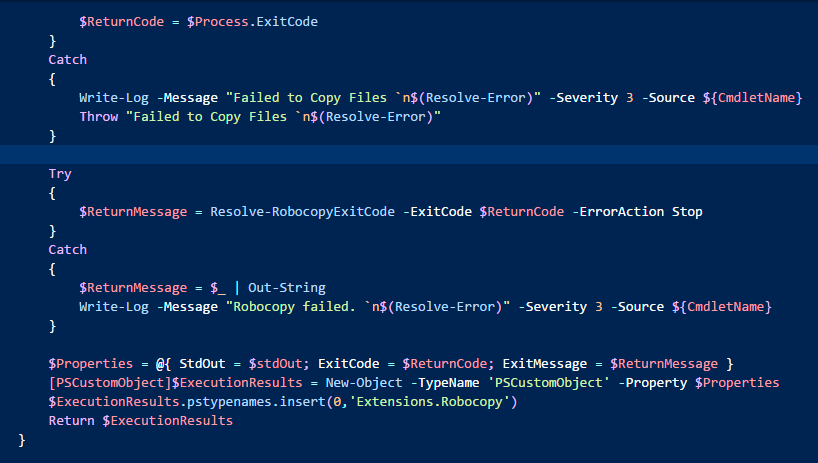 $ReturnCode = $Process.ExitCode
}
Catch
{
Write-Log -Message "Failed to Copy Files `n$(Resolve-Error)" -Severity 3 -Source ${CmdletName}
Throw "Failed to Copy Files `n$(Resolve-Error)"
}
Try
{
$ReturnMessage = Resolve-RobocopyExitCode -ExitCode $ReturnCode -ErrorAction Stop
}
Catch
{
$ReturnMessage = $_ | Out-String
Write-Log -Message "Robocopy failed. `n$(Resolve-Error)" -Severity 3 -Source ${CmdletName}
}
$Properties = @{ StdOut = $stdOut; ExitCode = $ReturnCode; ExitMessage = $ReturnMessage }
[PSCustomObject]$ExecutionResults = New-Object -TypeName 'PSCustomObject' -Property $Properties
$ExecutionResults.pstypenames.insert(0,'Extensions.Robocopy')
Return $ExecutionResults
}